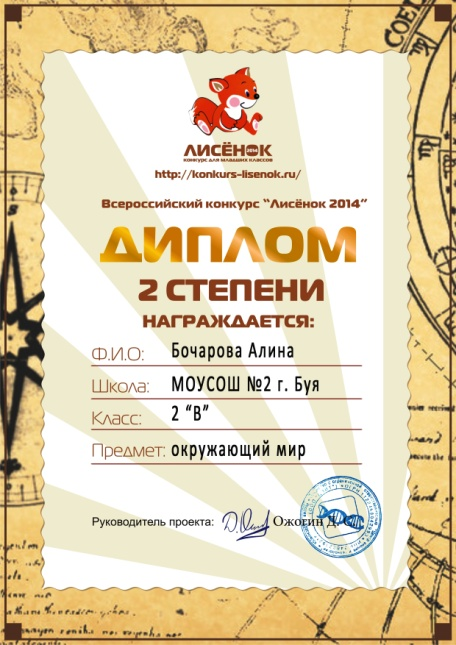 ЛИСЁНОК
КОНКУРС ДЛЯ МЛАДШИХ КЛАССОВ
http://konkurs-lisenok.ru/
Всероссийский конкурс "Лисёнок 2014"
ДИПЛОМ
2 СТЕПЕНИ
НАГРАЖДАЕТСЯ:
Ф.И.О: Бочарова Алина
Школа: МОУСОШ №2 г. Буя
Класс: 2 "В"
Предмет: окружающий мир
Руководитель проекта: Ожогин Д.